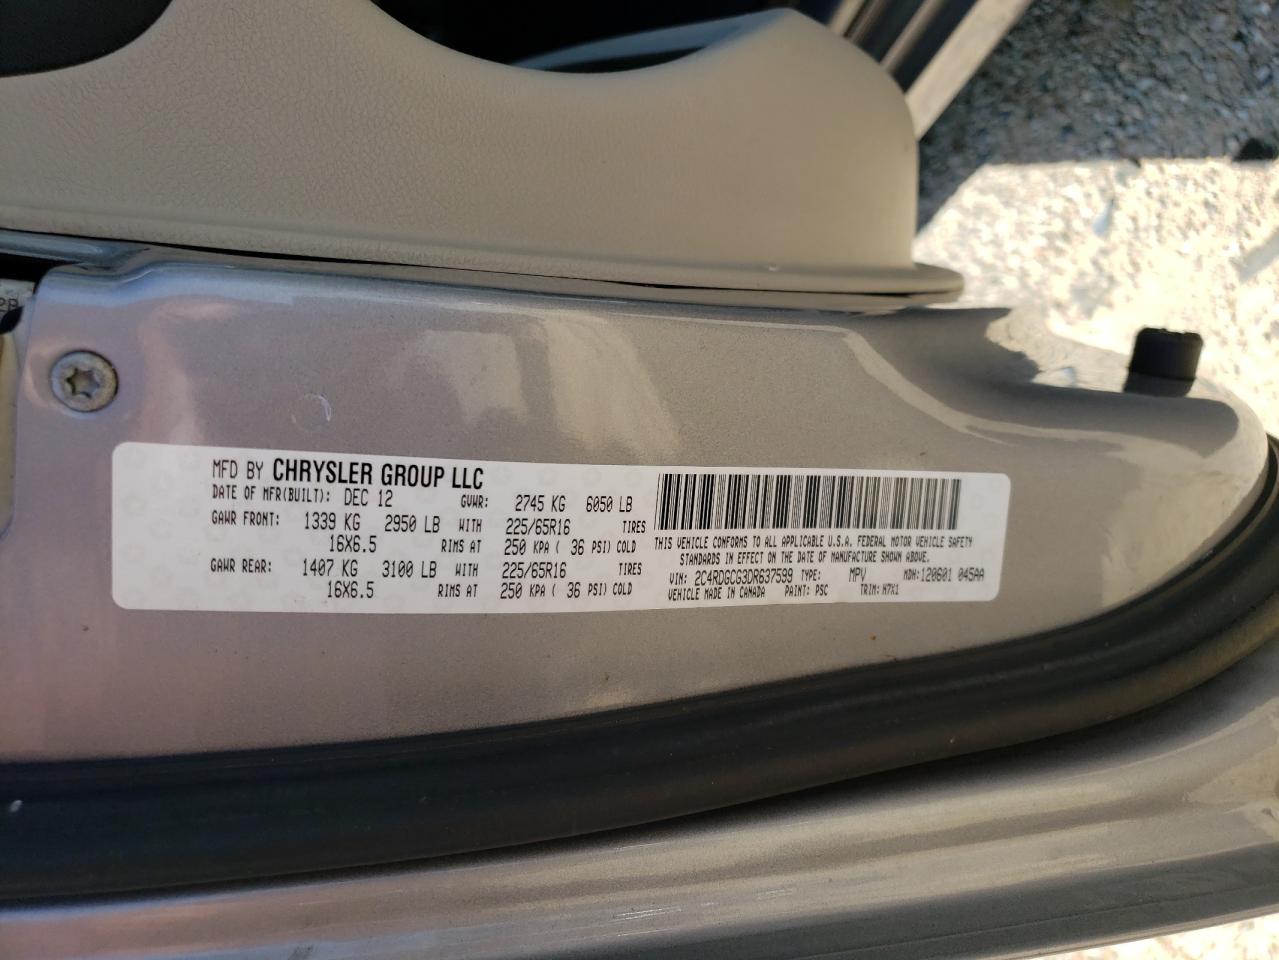 MFD BY CHRYSLER GROUP LLC
DATE OF MFR(BUILT): DEC 12 GVWR: 2745 KG 6050 LB
GAWR FRONT: 1339 KG 2950 LB WITH 225/65R16 TIRES
16X6.5 RIMS AT 250 KPA ( 36 PSI) COLD
GAWR REAR: 1407 KG 3100 LB WITH 225/65R16 TIRES
16X6.5 RIMS AT 250 KPA ( 36 PSI) COLD
THIS VEHICLE CONFORMS TO ALL APPLICABLE U.S.A. FEDERAL MOTOR VEHICLE SAFETY
STANDARDS IN EFFECT ON THE DATE OF MANUFACTURE SHOWN ABOVE.
VIN: 2C4RDGCG3DR637599 TYPE: MPV MDH: 120601 045AA
VEHICLE MADE IN CANADA PAINT: PSC TRIM: